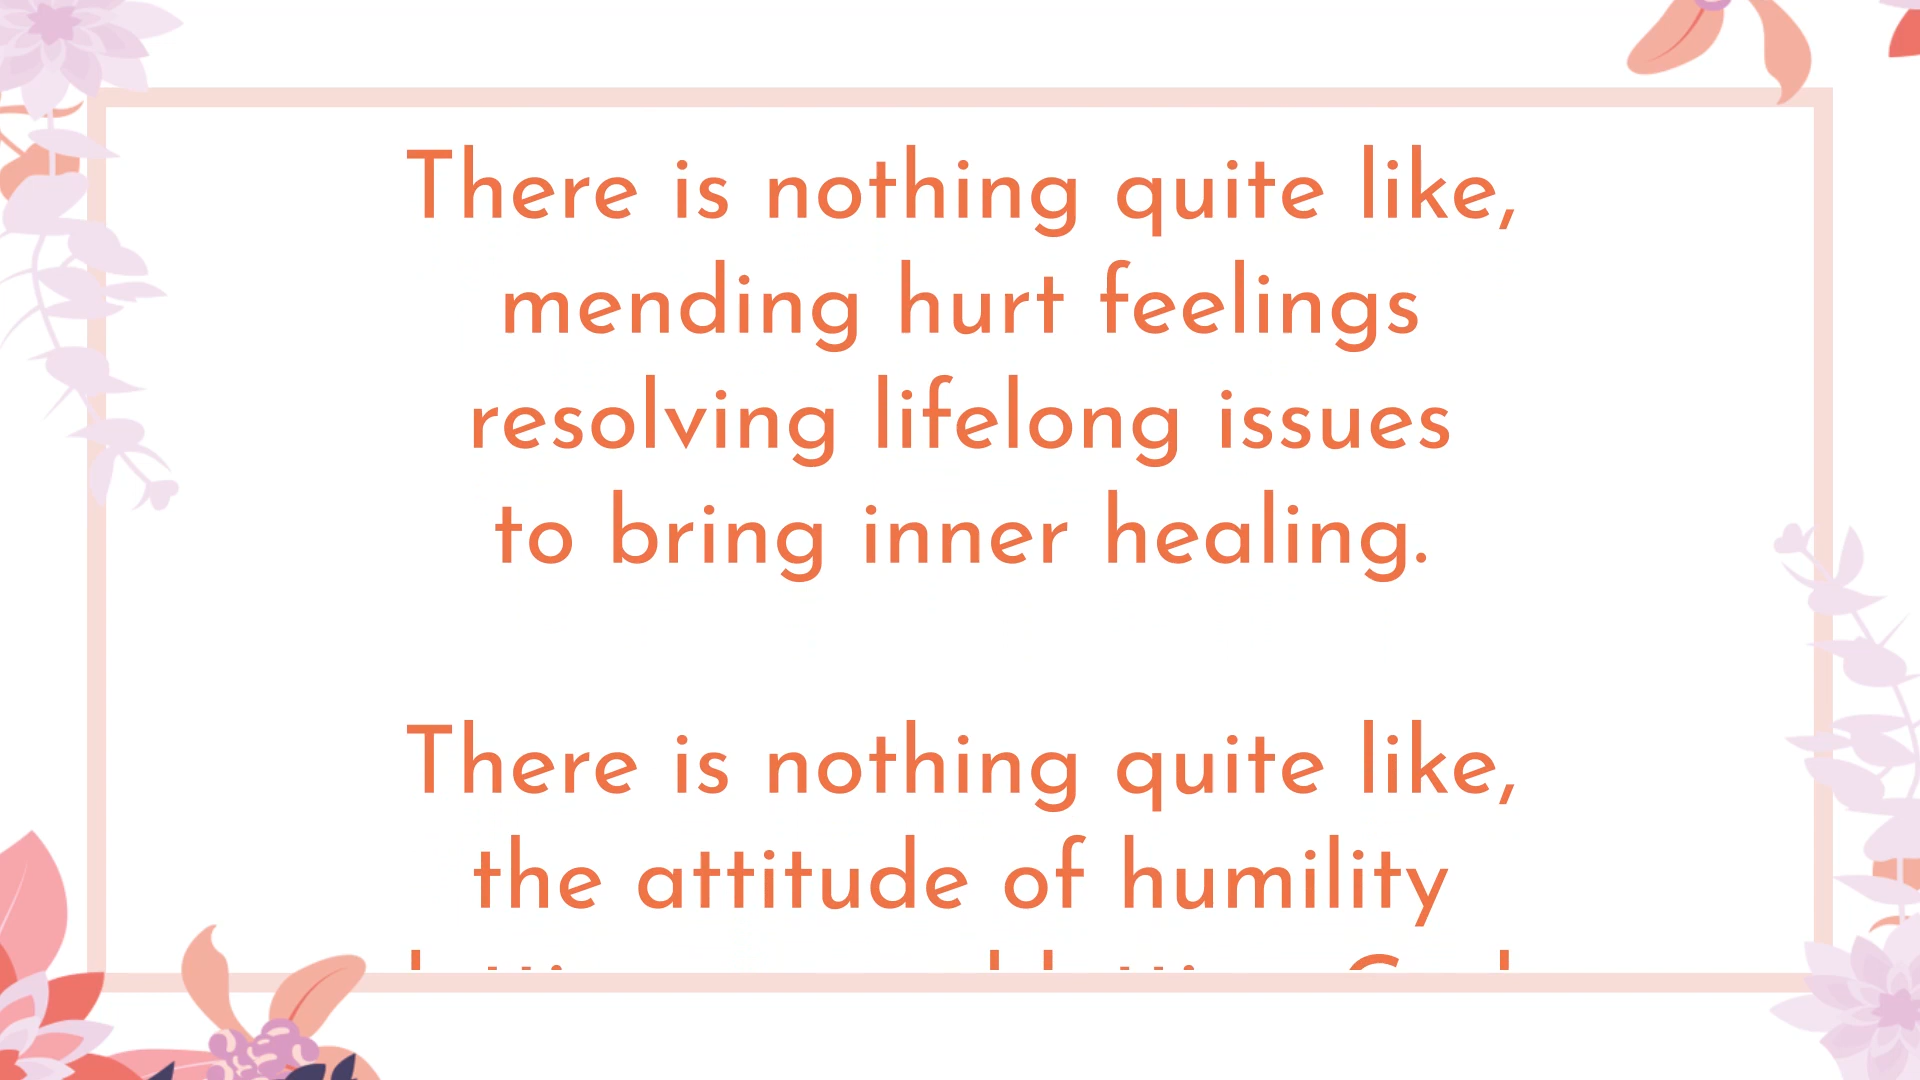 There is nothing quite like,
mending hurt feelings
resolving lifelong issues
to bring inner healing.
There is nothing quite like,
the attitude of humility